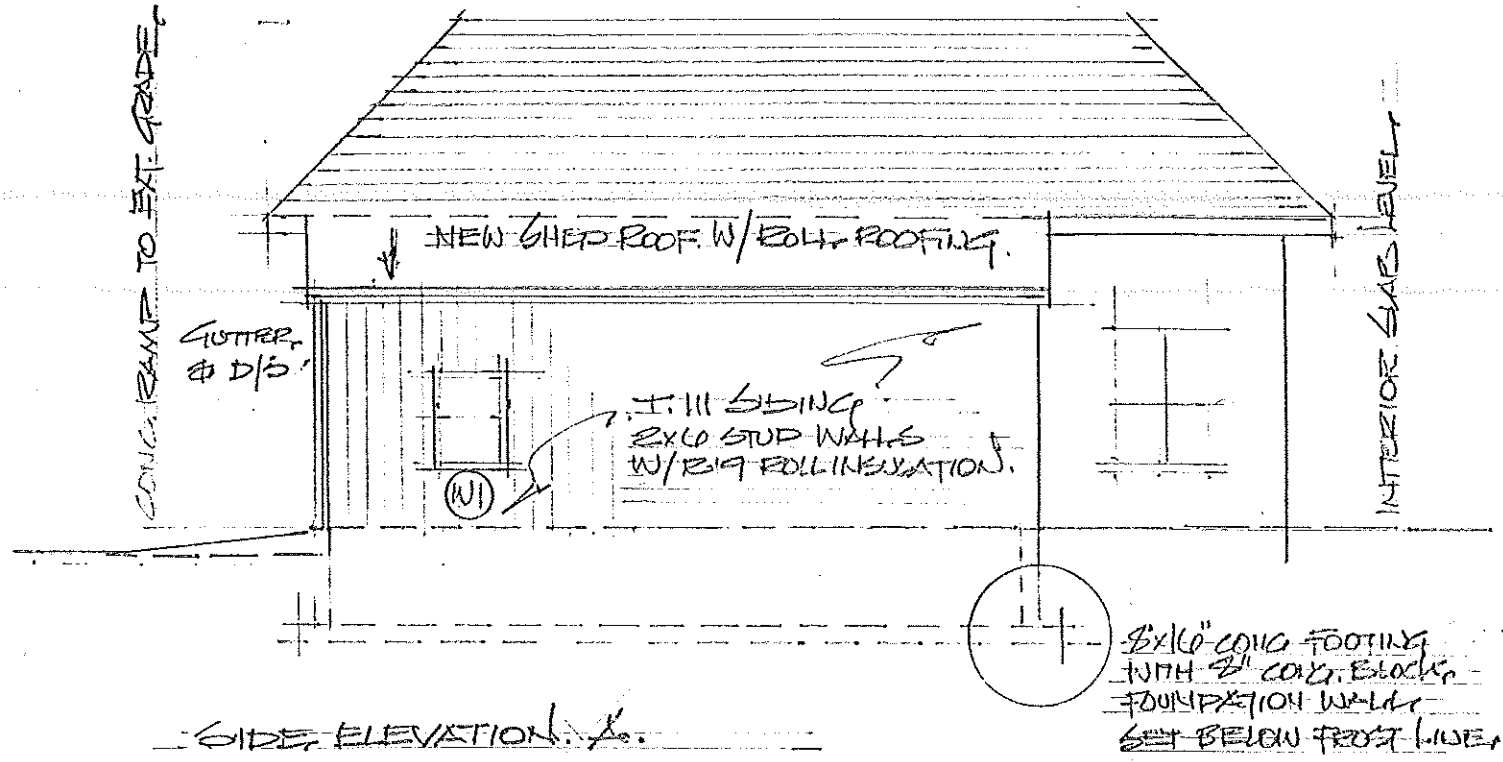 CONC. RAMP TO EXT. GRADE.
NEW SHED ROOF. W/ ROLL ROOFING.
INTERIOR SLAB LEVEL
GUTTER
& D/S
T. 111 SIDING
2X6 STUD WALLS
W/ R19 ROLL INSULATION.
W1
8"X16" CONC FOOTING
WITH 8" CONC. BLOCK
FOUNDATION WALL
SET BELOW FROST LINE.
SIDE ELEVATION.